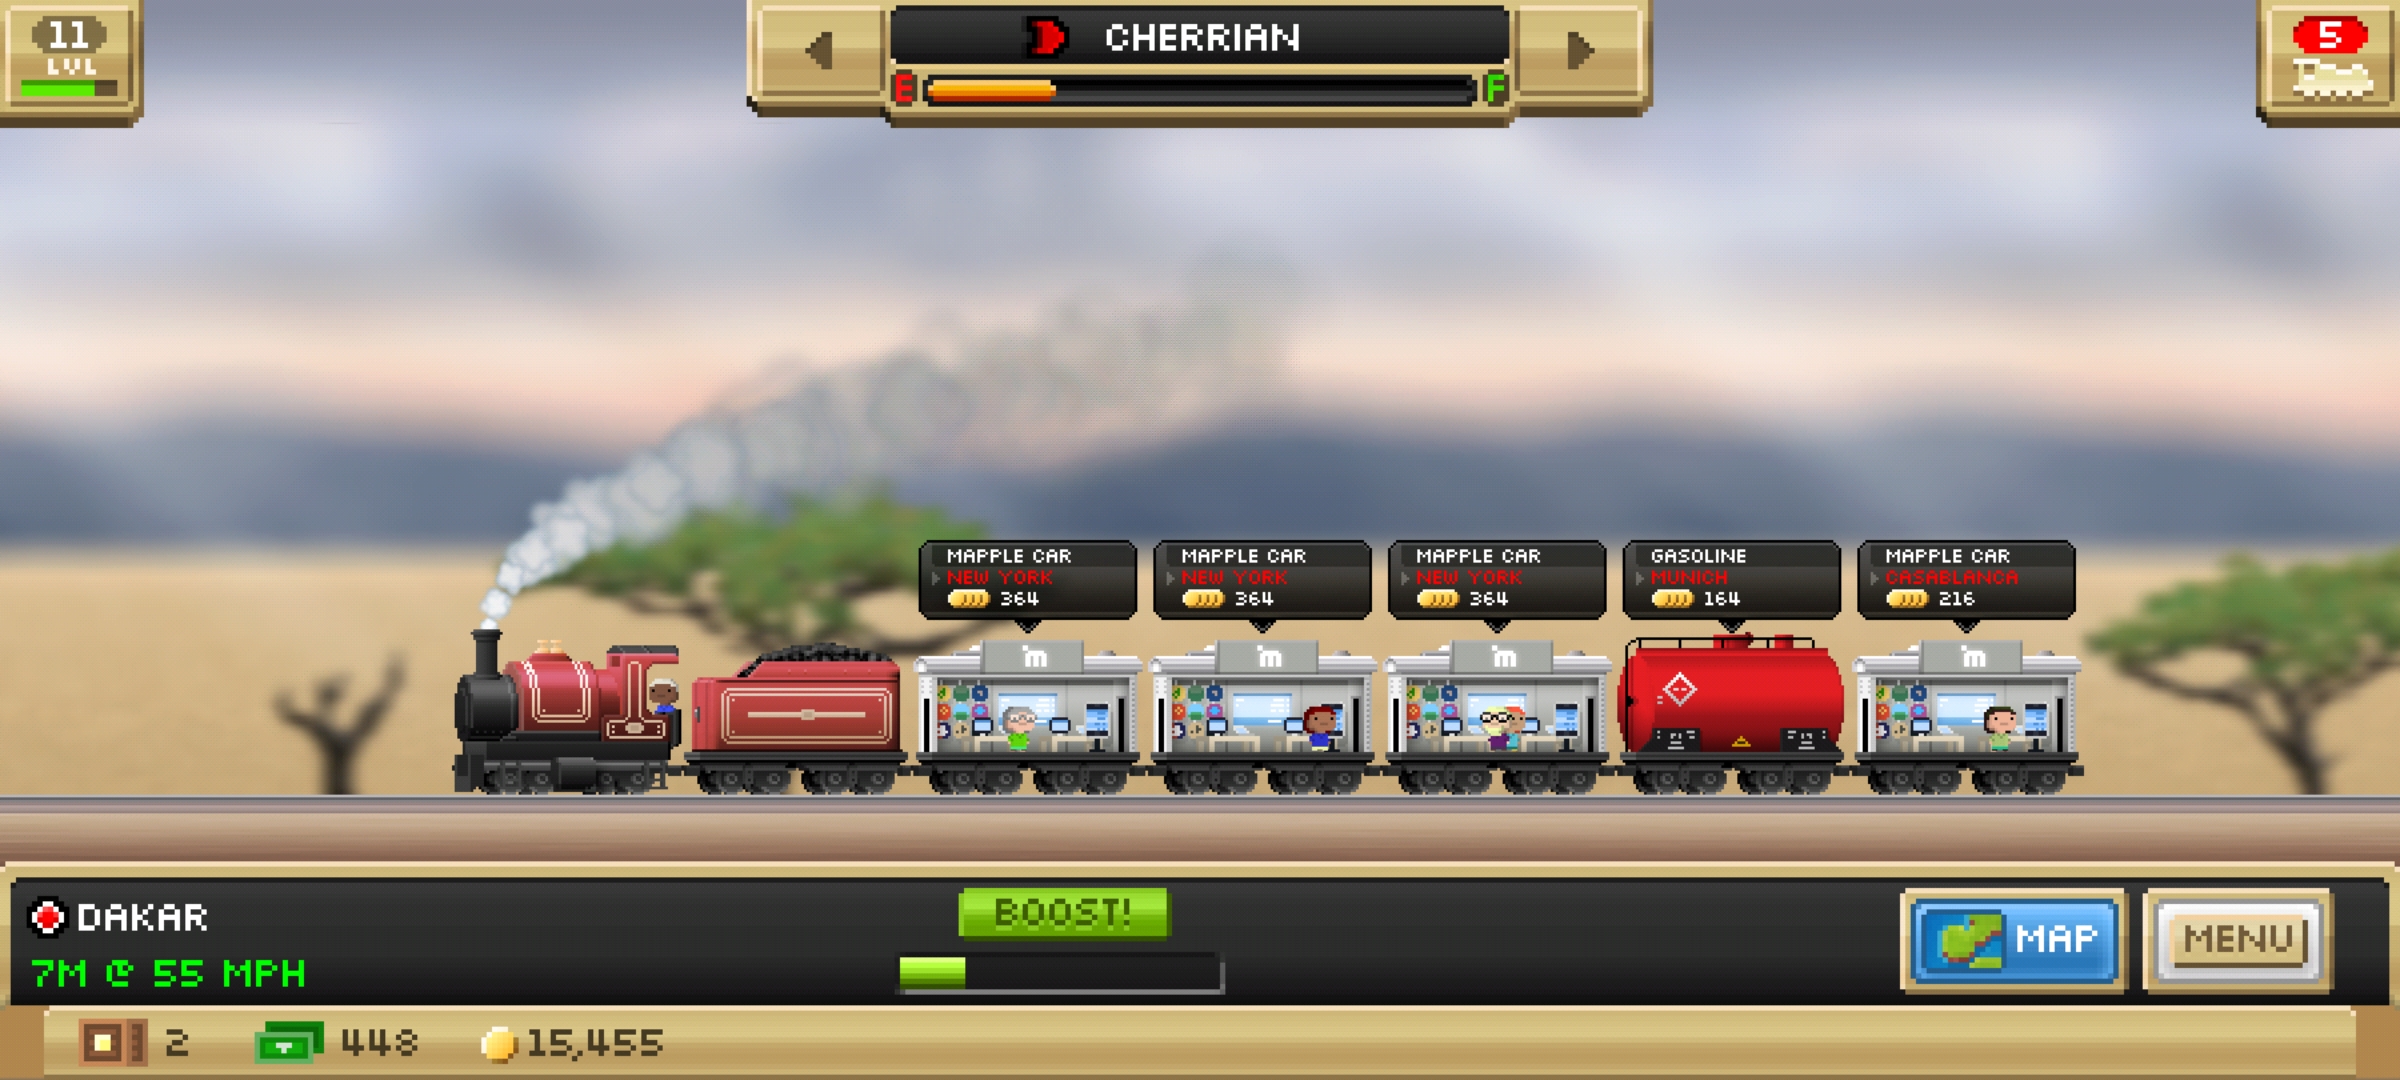 11
LVL
CHERRIAN
E F
5
MAPPLE CAR
NEW YORK
364
MAPPLE CAR
NEW YORK
364
MAPPLE CAR
NEW YORK
364
GASOLINE
MUNICH
164
MAPPLE CAR
CASABLANCA
216
m
m
m
m
DAKAR
7M @ 55 MPH
BOOST!
MAP
MENU
2
448
15,455